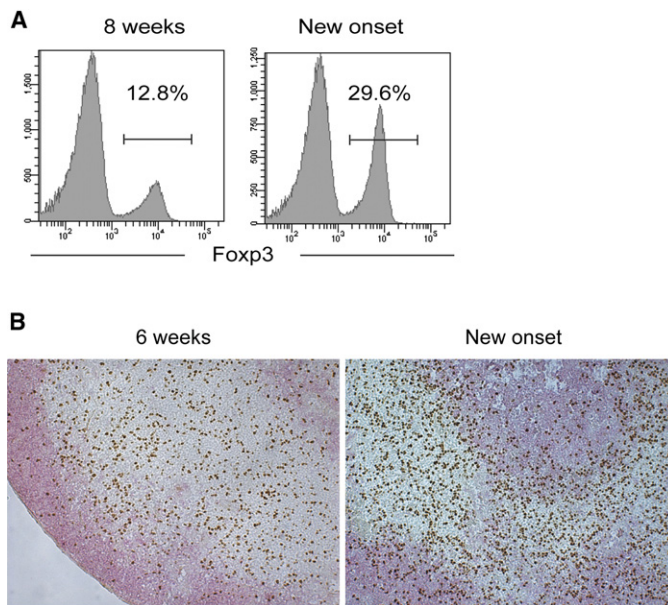 A
8 weeks
New onset
12.8%
29.6%
1,500
1,000
500
0
1,250
1,000
750
500
250
0
10² 10³ 10⁴ 10⁵
10² 10³ 10⁴ 10⁵
Foxp3
B
6 weeks
New onset